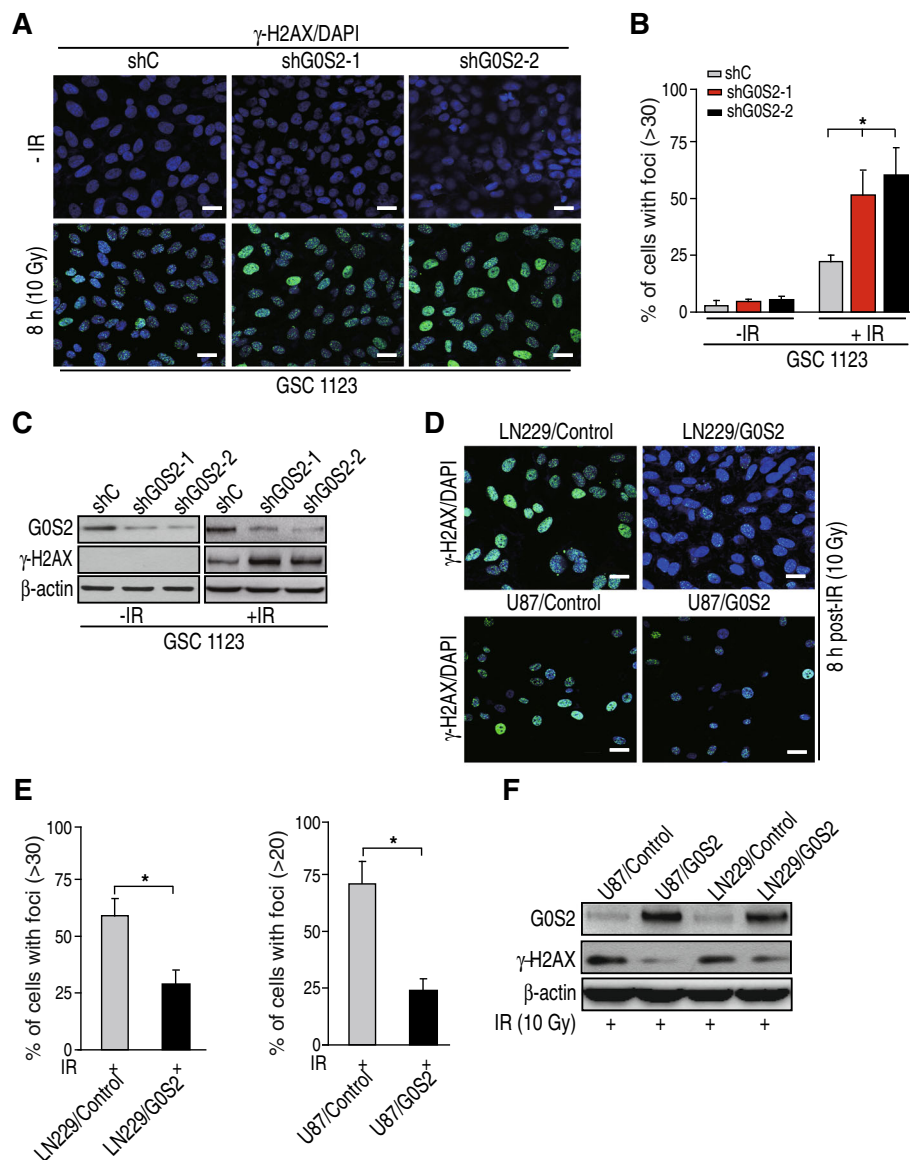 A
γ-H2AX/DAPI
shC
shG0S2-1
shG0S2-2
- IR
8 h (10 Gy)
GSC 1123
B
shC
shG0S2-1
shG0S2-2
% of cells with foci (>30)
100
75
50
25
0
*
-IR
+ IR
GSC 1123
C
shC
shG0S2-1
shG0S2-2
shC
shG0S2-1
shG0S2-2
G0S2
γ-H2AX
β-actin
-IR
+IR
GSC 1123
D
LN229/Control
LN229/G0S2
γ-H2AX/DAPI
U87/Control
U87/G0S2
γ-H2AX/DAPI
8 h post-IR (10 Gy)
E
% of cells with foci (>30)
100
75
50
25
0
*
IR + +
LN229/Control
LN229/G0S2
% of cells with foci (>20)
100
75
50
25
0
*
IR + +
U87/Control
U87/G0S2
F
U87/Control
U87/G0S2
LN229/Control
LN229/G0S2
G0S2
γ-H2AX
β-actin
IR (10 Gy) + + + +